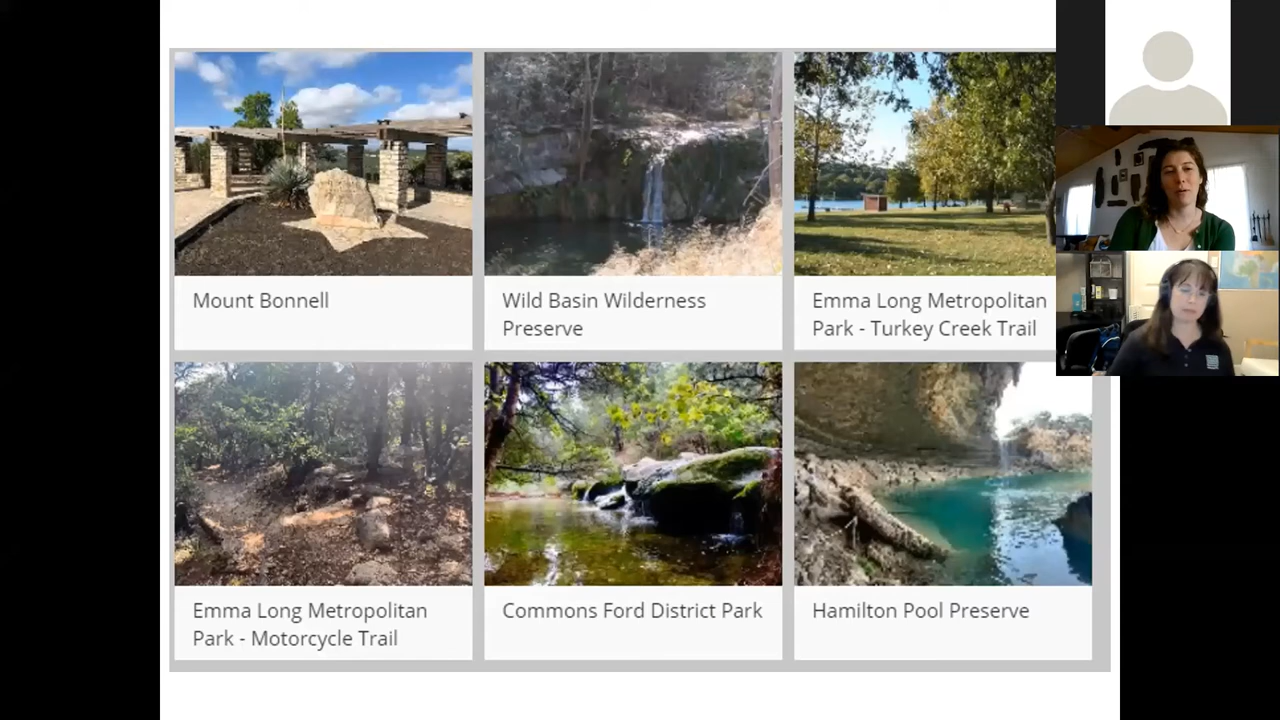 Mount Bonnell
Wild Basin Wilderness
Preserve
Emma Long Metropolitan
Park - Turkey Creek Trail
Emma Long Metropolitan
Park - Motorcycle Trail
Commons Ford District Park
Hamilton Pool Preserve